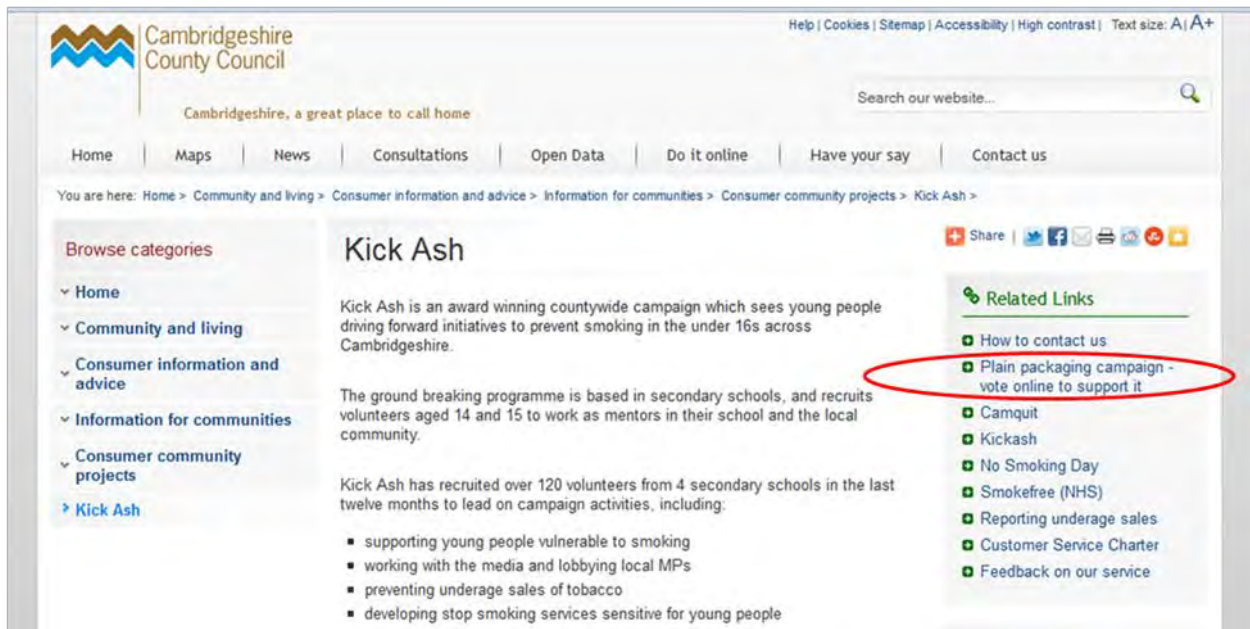 Cambridgeshire
County Council
Cambridgeshire, a great place to call home
Help | Cookies | Sitemap | Accessibility | High contrast | Text size: A | A+
Search our website...
Home | Maps | News | Consultations | Open Data | Do it online | Have your say | Contact us
You are here: Home > Community and living > Consumer information and advice > Information for communities > Consumer community projects > Kick Ash >
Browse categories
Home
Community and living
Consumer information and
advice
Information for communities
Consumer community
projects
Kick Ash
Kick Ash
Kick Ash is an award winning countywide campaign which sees young people
driving forward initiatives to prevent smoking in the under 16s across
Cambridgeshire.
The ground breaking programme is based in secondary schools, and recruits
volunteers aged 14 and 15 to work as mentors in their school and the local
community.
Kick Ash has recruited over 120 volunteers from 4 secondary schools in the last
twelve months to lead on campaign activities, including:
▪ supporting young people vulnerable to smoking
▪ working with the media and lobbying local MPs
▪ preventing underage sales of tobacco
▪ developing stop smoking services sensitive for young people
Share |
Related Links
How to contact us
Plain packaging campaign -
vote online to support it
Camquit
Kickash
No Smoking Day
Smokefree (NHS)
Reporting underage sales
Customer Service Charter
Feedback on our service